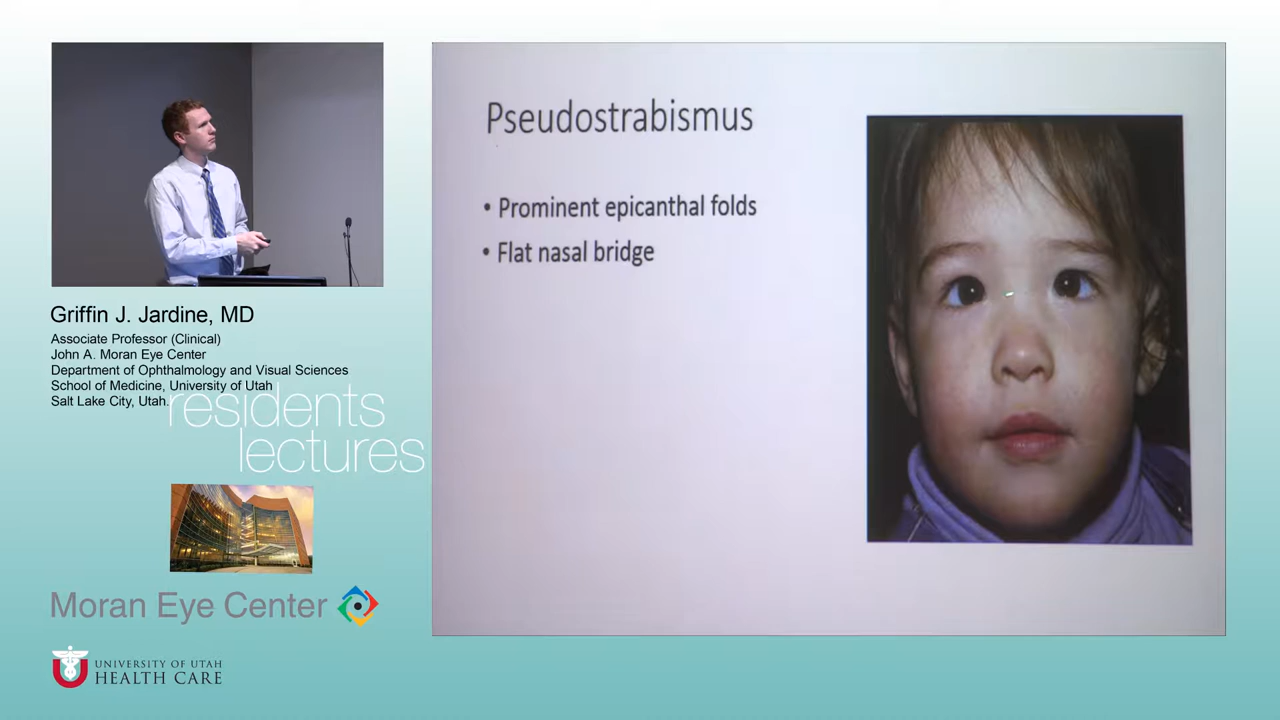 Pseudostrabismus
• Prominent epicanthal folds
• Flat nasal bridge
Griffin J. Jardine, MD
Associate Professor (Clinical)
John A. Moran Eye Center
Department of Ophthalmology and Visual Sciences
School of Medicine, University of Utah
Salt Lake City, Utah.
residents
lectures
Moran Eye Center
UNIVERSITY OF UTAH
HEALTH CARE